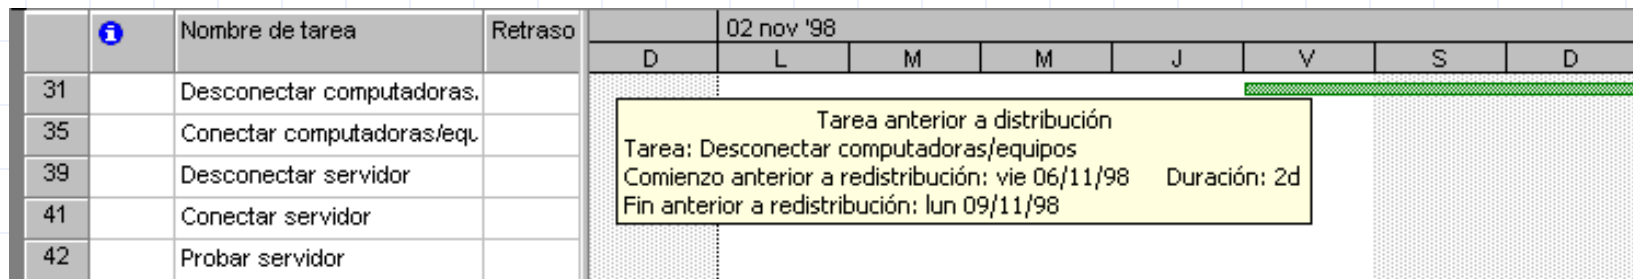 Nombre de tarea Retraso 02 nov '98
D L M M J V S D
31 Desconectar computadoras.
35 Conectar computadoras/equ
39 Desconectar servidor
41 Conectar servidor
42 Probar servidor
Tarea anterior a distribución
Tarea: Desconectar computadoras/equipos
Comienzo anterior a redistribución: vie 06/11/98 Duración: 2d
Fin anterior a redistribución: lun 09/11/98